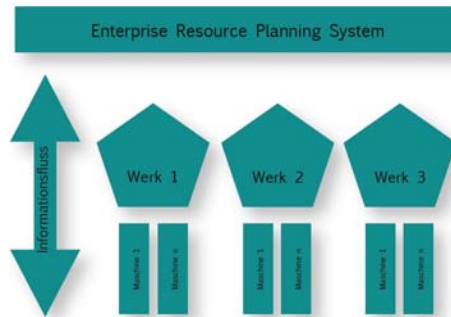 Enterprise Resource Planning System
Informationsfluss
Werk 1
Werk 2
Werk 3
Maschine 1
Maschine n
Maschine 1
Maschine n
Maschine 1
Maschine n